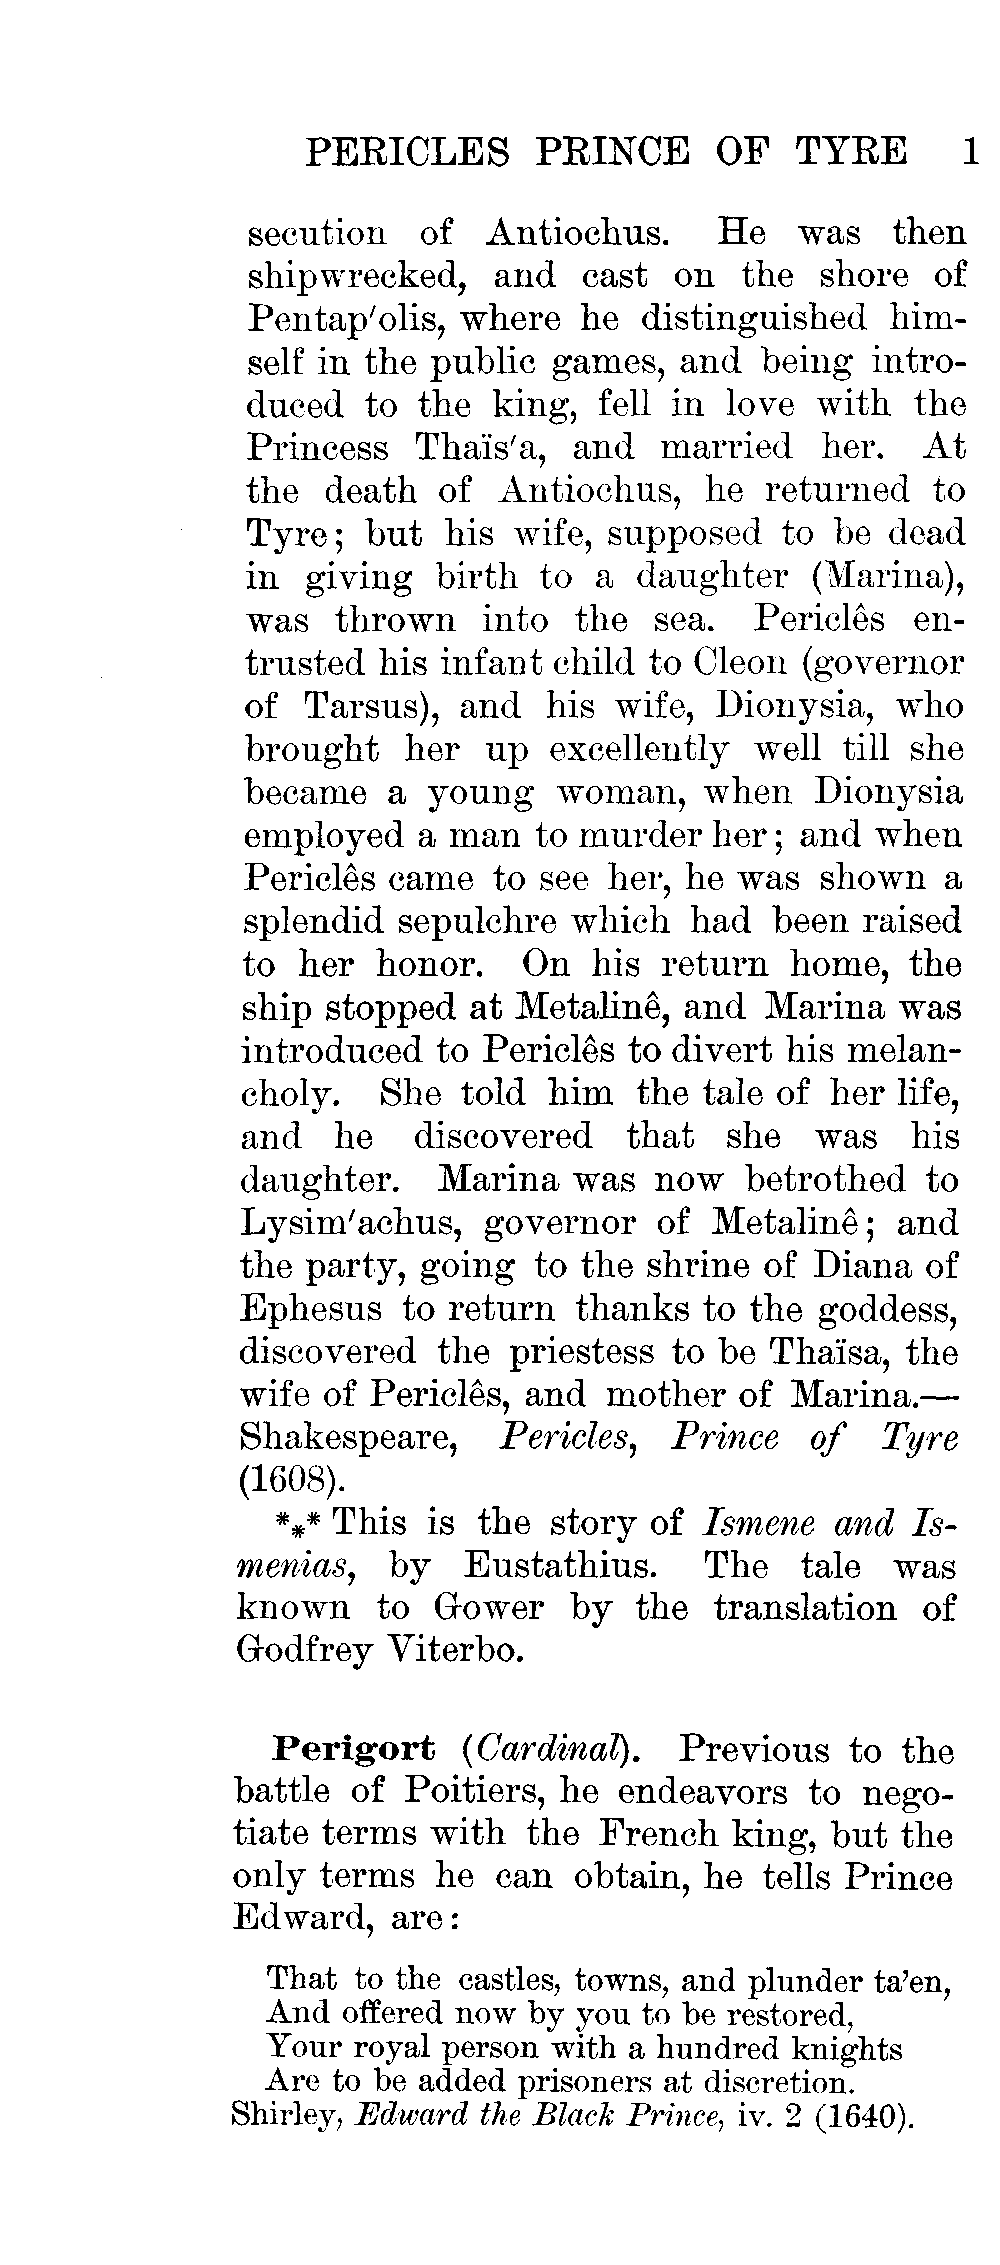 PERICLES PRINCE OF TYRE 1
secution of Antiochus. He was then
shipwrecked, and cast on the shore of
Pentap'olis, where he distinguished him-
self in the public games, and being intro-
duced to the king, fell in love with the
Princess Thaïs'a, and married her. At
the death of Antiochus, he returned to
Tyre; but his wife, supposed to be dead
in giving birth to a daughter (Marina),
was thrown into the sea. Periclês en-
trusted his infant child to Cleon (governor
of Tarsus), and his wife, Dionysia, who
brought her up excellently well till she
became a young woman, when Dionysia
employed a man to murder her; and when
Periclês came to see her, he was shown a
splendid sepulchre which had been raised
to her honor. On his return home, the
ship stopped at Metalinê, and Marina was
introduced to Periclês to divert his melan-
choly. She told him the tale of her life,
and he discovered that she was his
daughter. Marina was now betrothed to
Lysim'achus, governor of Metalinê; and
the party, going to the shrine of Diana of
Ephesus to return thanks to the goddess,
discovered the priestess to be Thaïsa, the
wife of Periclês, and mother of Marina.—
Shakespeare, Pericles, Prince of Tyre
(1608).
*** This is the story of Ismene and Is-
menias, by Eustathius. The tale was
known to Gower by the translation of
Godfrey Viterbo.
Perigort (Cardinal). Previous to the
battle of Poitiers, he endeavors to nego-
tiate terms with the French king, but the
only terms he can obtain, he tells Prince
Edward, are:
That to the castles, towns, and plunder ta'en,
And offered now by you to be restored,
Your royal person with a hundred knights
Are to be added prisoners at discretion.
Shirley, Edward the Black Prince, iv. 2 (1640).